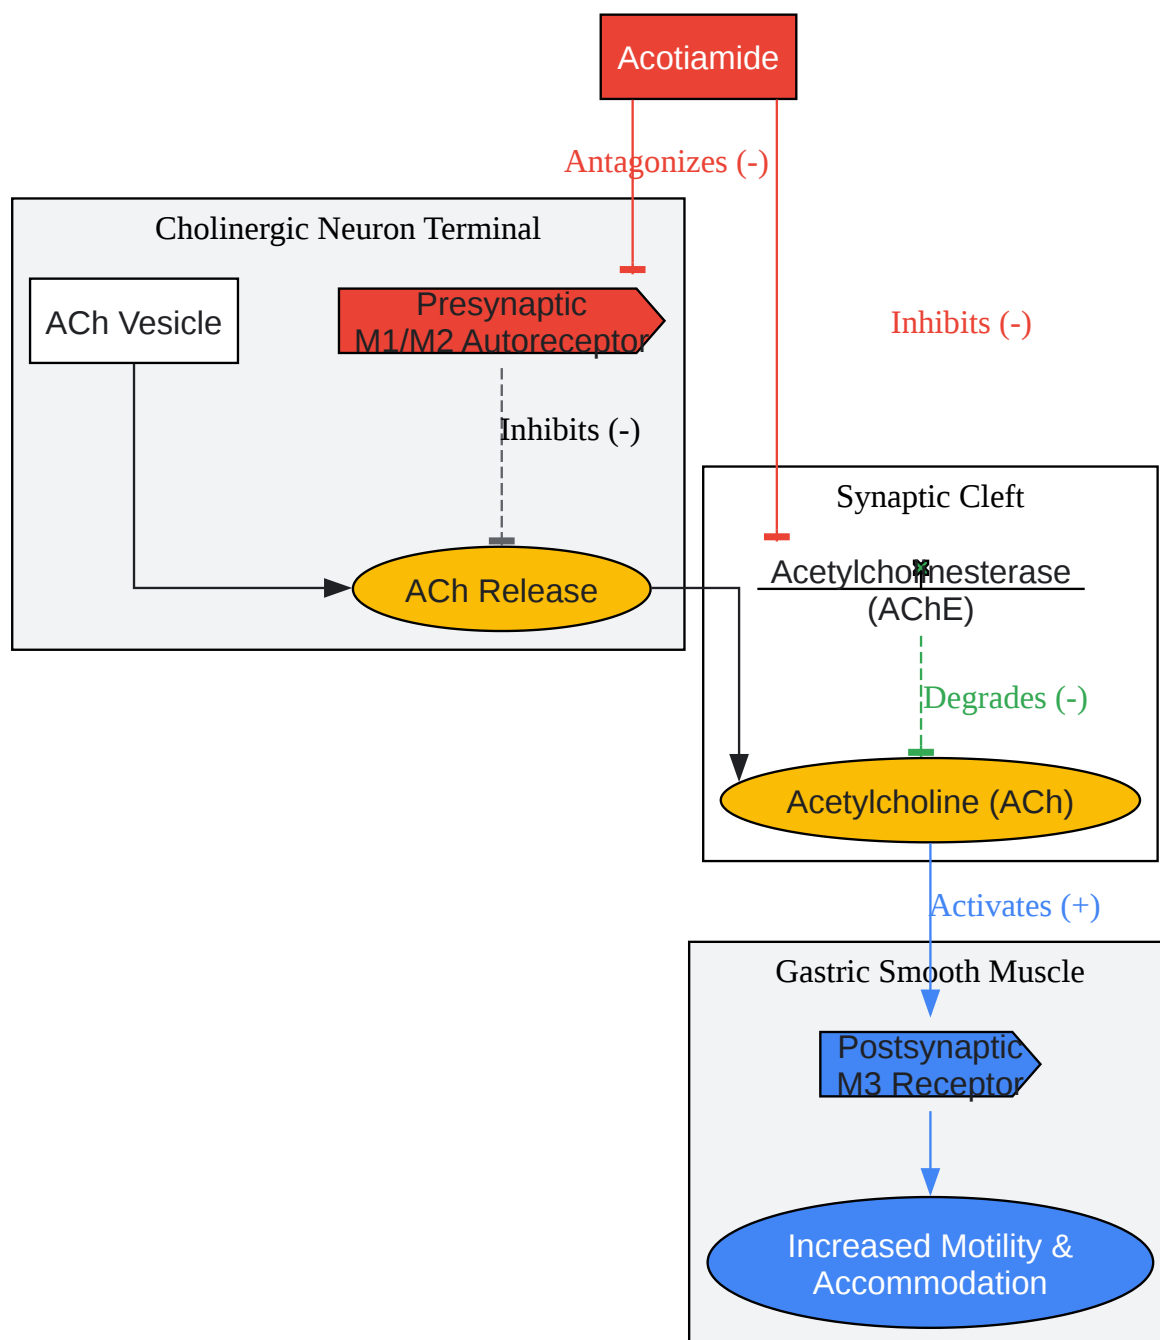 Acotiamide
Antagonizes (-)
Cholinergic Neuron Terminal
ACh Vesicle
Presynaptic
M1/M2 Autoreceptor
Inhibits (-)
Inhibits (-)
ACh Release
Synaptic Cleft
Acetylcholinesterase
(AChE)
Degrades (-)
Acetylcholine (ACh)
Activates (+)
Gastric Smooth Muscle
Postsynaptic
M3 Receptor
Increased Motility &
Accommodation